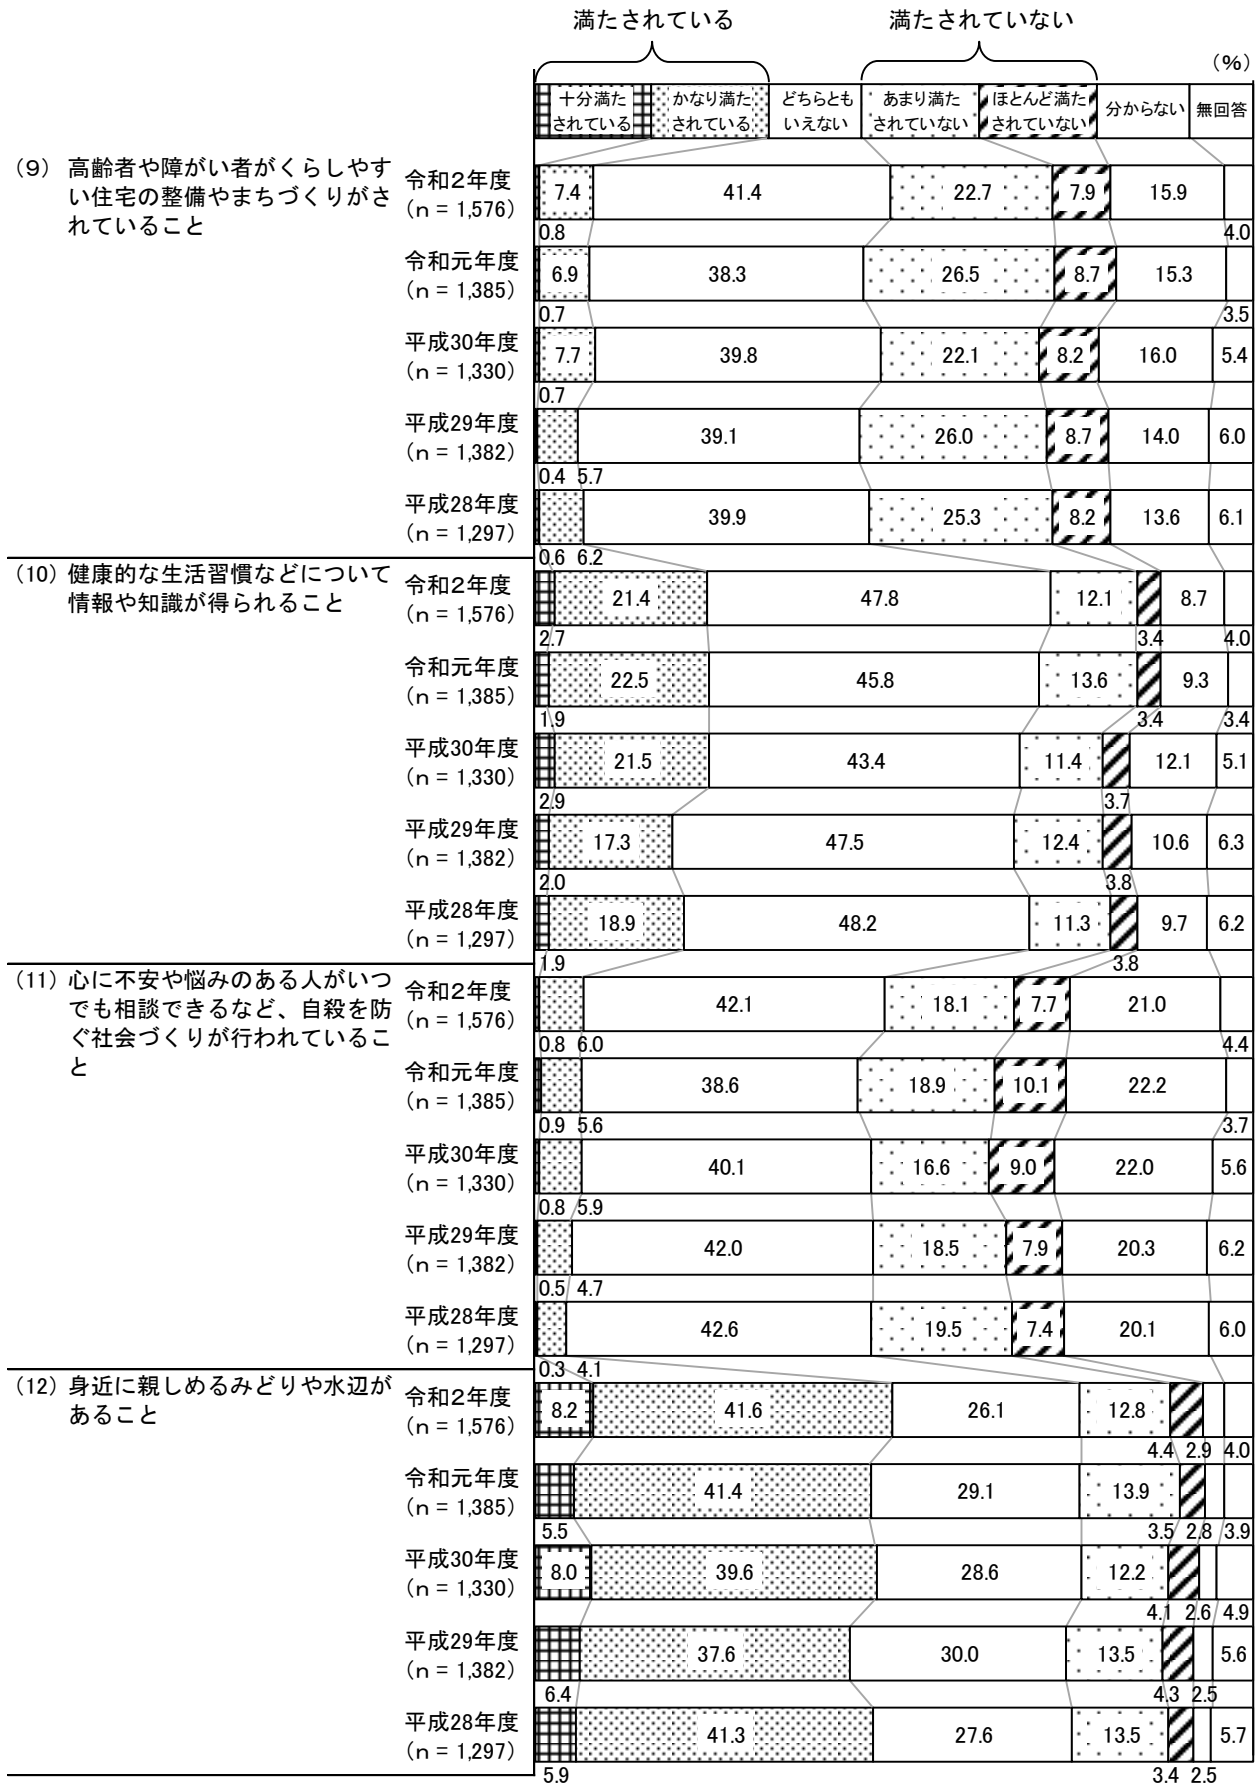 満たされている 満たされていない
（％）
十分満た かなり満た どちらとも あまり満た ほとんど満た 分からない 無回答
されている されている いえない されていない されていない
（9） 高齢者や障がい者がくらしやす
い住宅の整備やまちづくりがさ
れていること
令和２年度
（ｎ = 1,576）
7.4 41.4 22.7 7.9 15.9
0.8 4.0
令和元年度
（ｎ = 1,385）
6.9 38.3 26.5 8.7 15.3
0.7 3.5
平成30年度
（ｎ = 1,330）
7.7 39.8 22.1 8.2 16.0 5.4
0.7
平成29年度
（ｎ = 1,382）
39.1 26.0 8.7 14.0 6.0
0.4 5.7
平成28年度
（ｎ = 1,297）
39.9 25.3 8.2 13.6 6.1
0.6 6.2
（10） 健康的な生活習慣などについて
情報や知識が得られること
令和２年度
（ｎ = 1,576）
21.4 47.8 12.1 8.7
2.7 3.4 4.0
令和元年度
（ｎ = 1,385）
22.5 45.8 13.6 9.3
1.9 3.4 3.4
平成30年度
（ｎ = 1,330）
21.5 43.4 11.4 12.1 5.1
2.9 3.7
平成29年度
（ｎ = 1,382）
17.3 47.5 12.4 10.6 6.3
2.0 3.8
平成28年度
（ｎ = 1,297）
18.9 48.2 11.3 9.7 6.2
1.9 3.8
（11） 心に不安や悩みのある人がいつ
でも相談できるなど、自殺を防
ぐ社会づくりが行われているこ
と
令和２年度
（ｎ = 1,576）
42.1 18.1 7.7 21.0
0.8 6.0 4.4
令和元年度
（ｎ = 1,385）
38.6 18.9 10.1 22.2
0.9 5.6 3.7
平成30年度
（ｎ = 1,330）
40.1 16.6 9.0 22.0 5.6
0.8 5.9
平成29年度
（ｎ = 1,382）
42.0 18.5 7.9 20.3 6.2
0.5 4.7
平成28年度
（ｎ = 1,297）
42.6 19.5 7.4 20.1 6.0
0.3 4.1
（12） 身近に親しめるみどりや水辺が
あること
令和２年度
（ｎ = 1,576）
8.2 41.6 26.1 12.8
4.4 2.9 4.0
令和元年度
（ｎ = 1,385）
41.4 29.1 13.9
5.5 3.5 2.8 3.9
平成30年度
（ｎ = 1,330）
8.0 39.6 28.6 12.2
4.1 2.6 4.9
平成29年度
（ｎ = 1,382）
37.6 30.0 13.5 5.6
6.4 4.3 2.5
平成28年度
（ｎ = 1,297）
41.3 27.6 13.5 5.7
5.9 3.4 2.5